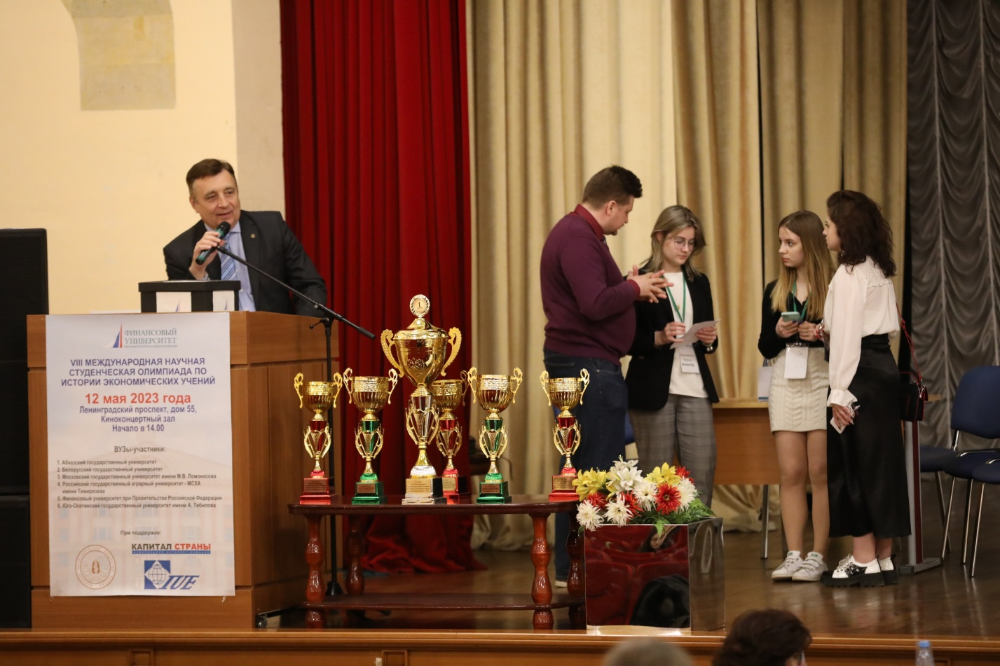 ФИНАНСОВЫЙ
УНИВЕРСИТЕТ
VIII МЕЖДУНАРОДНАЯ НАУЧНАЯ
СТУДЕНЧЕСКАЯ ОЛИМПИАДА ПО
ИСТОРИИ ЭКОНОМИЧЕСКИХ УЧЕНИЙ
12 мая 2023 года
Ленинградский проспект, дом 55,
Киноконцертный зал
Начало в 14.00
ВУЗы-участники:
1. Абхазский государственный университет
2. Белорусский государственный университет
3. Московский государственный университет имени М.В. Ломоносова
4. Российский государственный аграрный университет - МСХА
имени Тимирязева
5. Финансовый университет при Правительстве Российской Федерации
6. Юго-Осетинский государственный университет имени А. Тибилова
При поддержке:
КАПИТАЛ СТРАНЫ
IUE
1